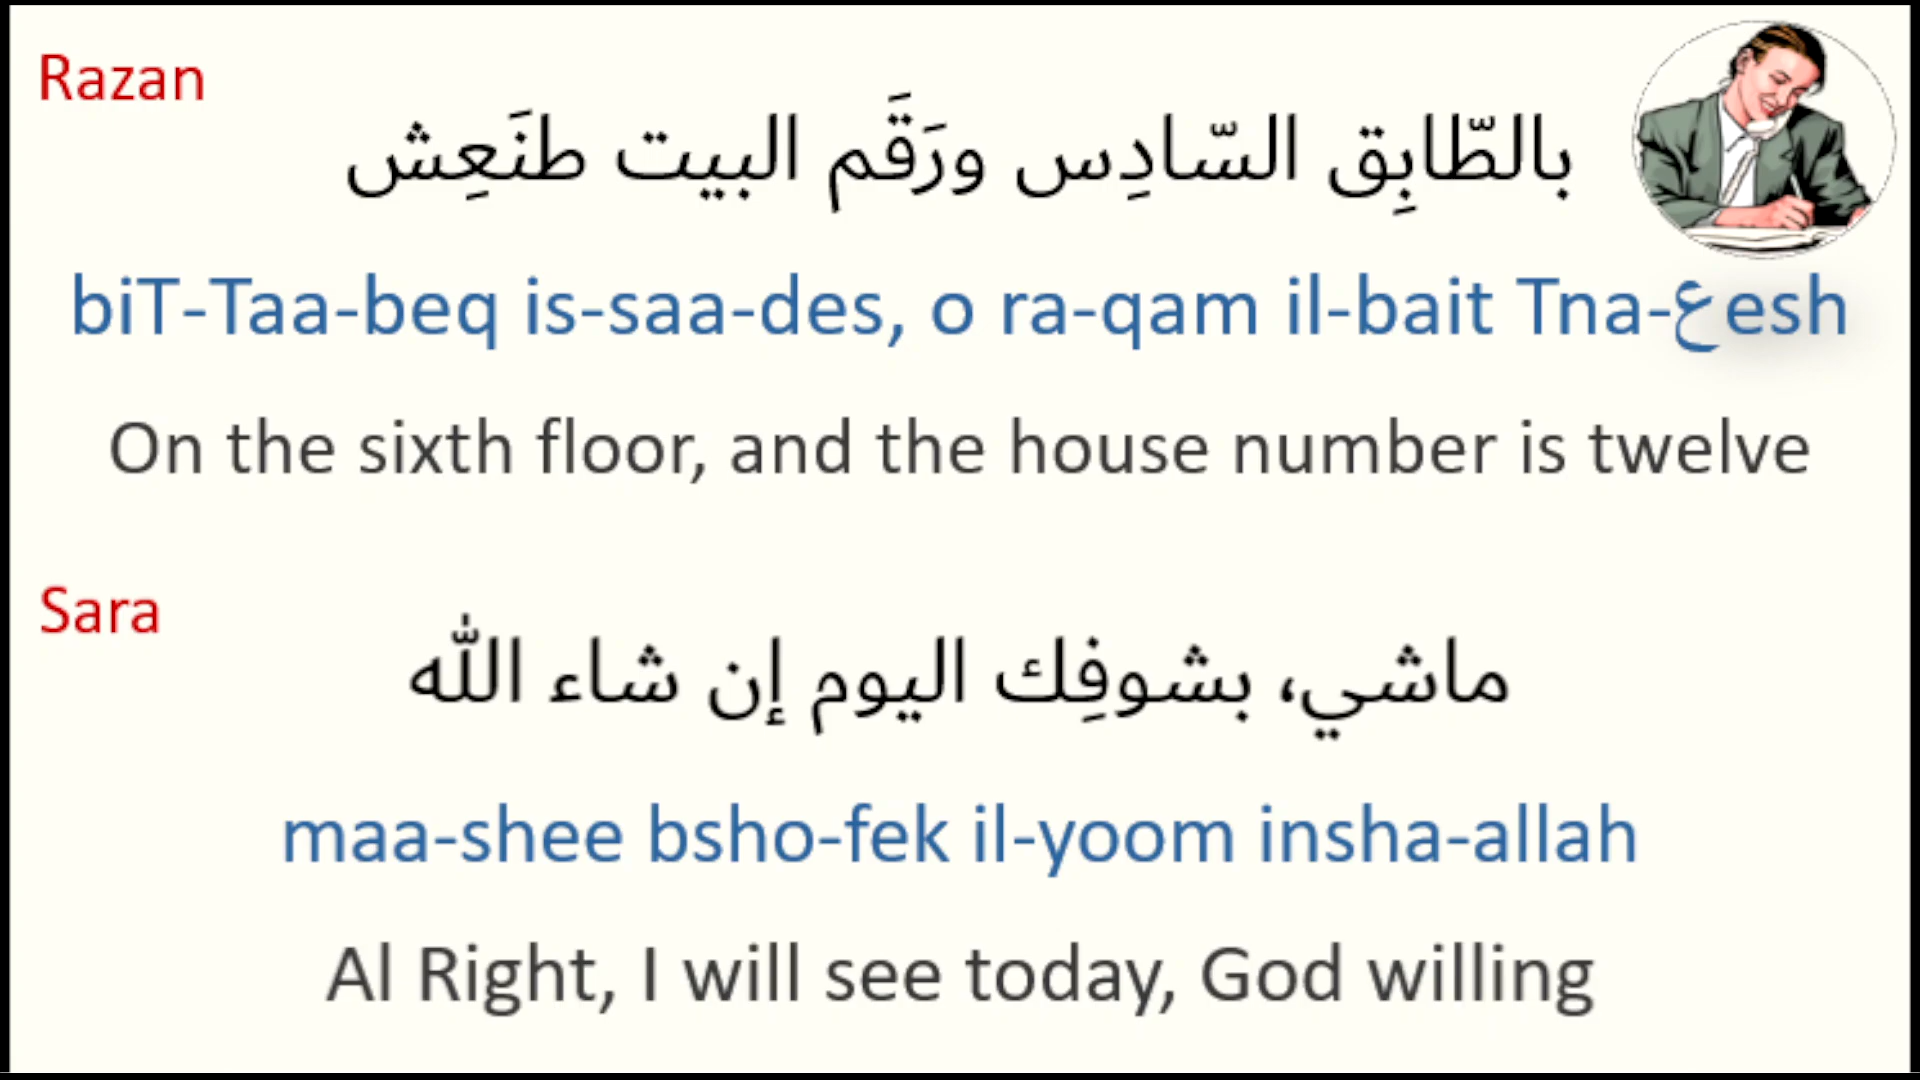 Razan
بالطّابِق السّادِس ورَقَم البيت طنَعِش
biT-Taa-beq is-saa-des, o ra-qam il-bait Tna-عesh
On the sixth floor, and the house number is twelve
Sara
ماشي، بشوفِك اليوم إن شاء الله
maa-shee bsho-fek il-yoom insha-allah
Al Right, I will see today, God willing